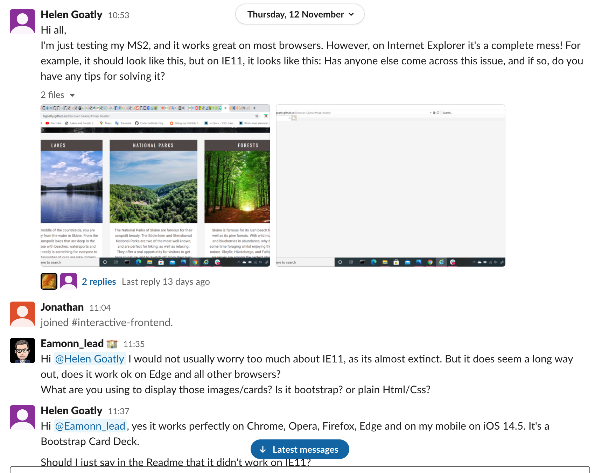 Helen Goatly 10:53
Thursday, 12 November
Hi all,
I'm just testing my MS2, and it works great on most browsers. However, on Internet Explorer it's a complete mess! For
example, it should look like this, but on IE11, it looks like this: Has anyone else come across this issue, and if so, do you
have any tips for solving it?
2 files
LAKES
NATIONAL PARKS
FORESTS
2 replies Last reply 13 days ago
Jonathan 11:04
joined #interactive-frontend.
Eamonn_lead 11:35
Hi @Helen Goatly I would not usually worry too much about IE11, as its almost extinct. But it does seem a long way
out, does it work ok on Edge and all other browsers?
What are you using to display those images/cards? Is it bootstrap? or plain Html/Css?
Helen Goatly 11:37
Hi @Eamonn_lead, yes it works perfectly on Chrome, Opera, Firefox, Edge and on my mobile on iOS 14.5. It's a
Bootstrap Card Deck.
Latest messages
Should I just say in the Readme that it didn't work on IE11?